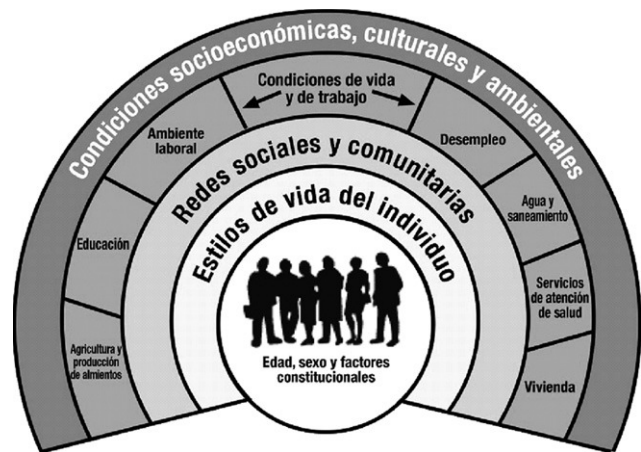 Condiciones socioeconómicas, culturales y ambientales
Condiciones de vida
y de trabajo
Ambiente
laboral
Desempleo
Educación
Agua y
saneamiento
Agricultura y
producción
de almientos
Servicios
de atención
de salud
Vivienda
Redes sociales y comunitarias
Estilos de vida del individuo
Edad, sexo y factores
constitucionales